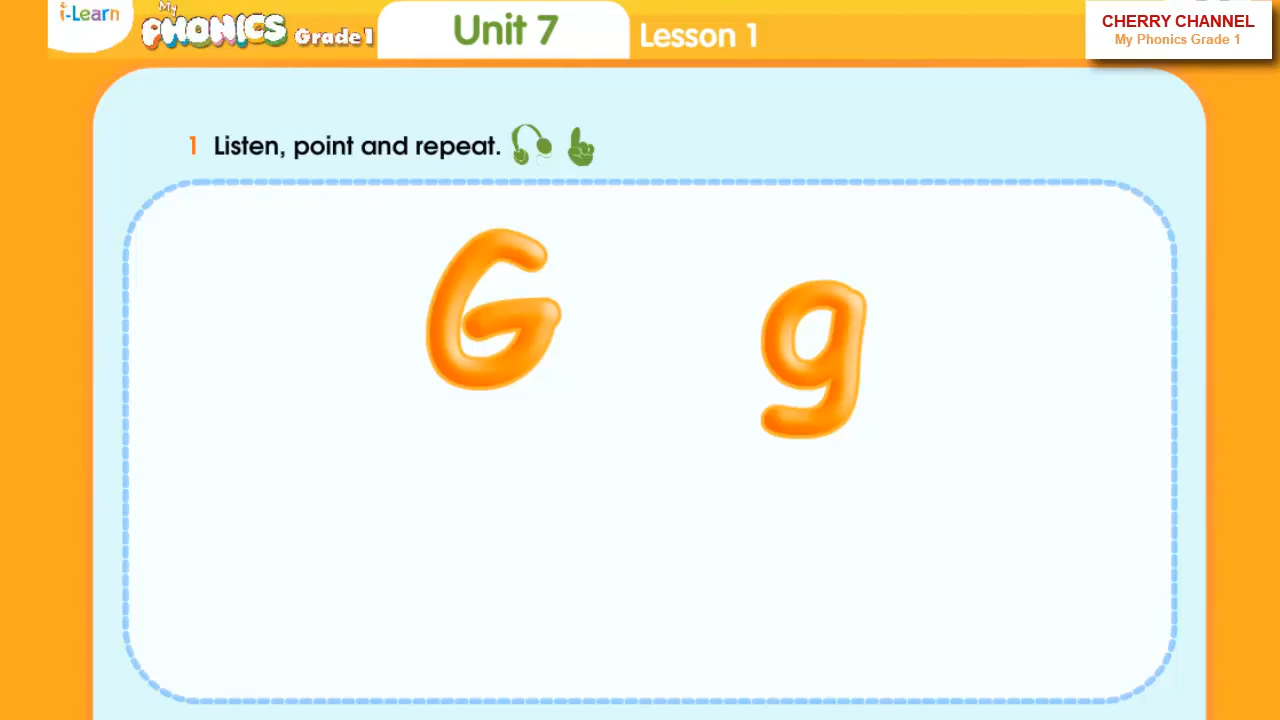 i-Learn
My
PHONICS Grade 1
Unit 7
Lesson 1
CHERRY CHANNEL
My Phonics Grade 1
1 Listen, point and repeat.
G g